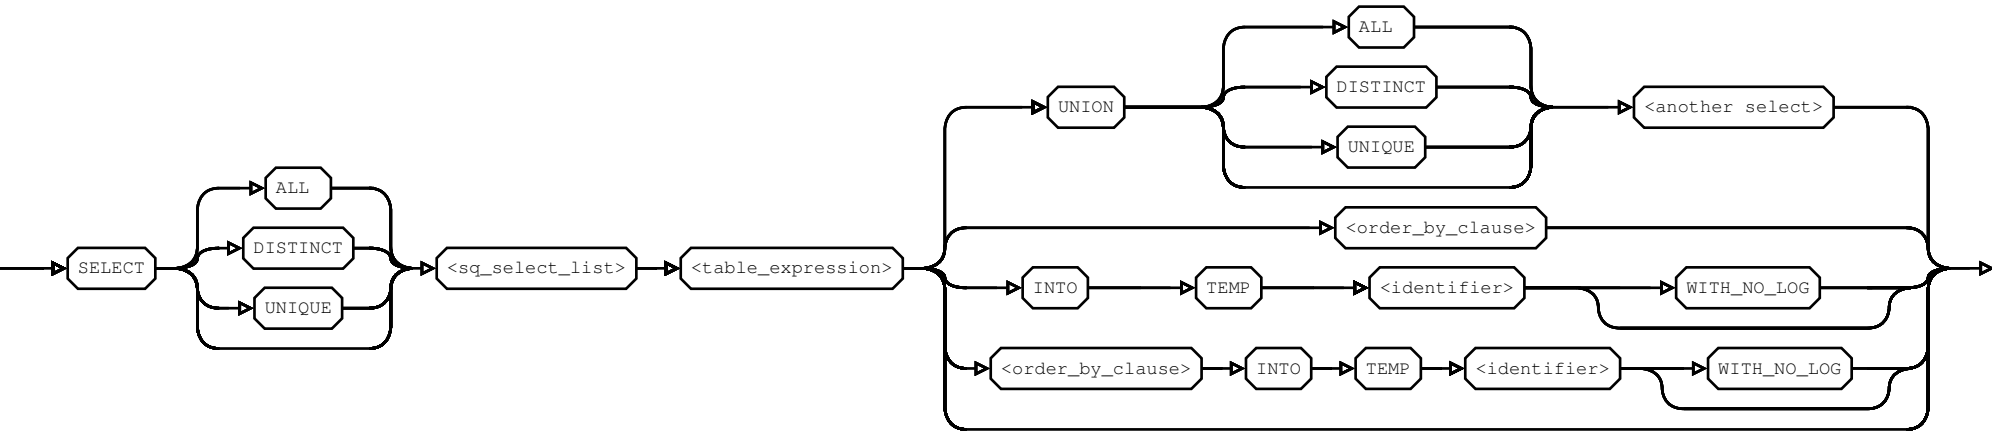 ALL
DISTINCT
UNION <another select>
UNIQUE
ALL
<order_by_clause>
DISTINCT
SELECT <sq_select_list> <table_expression>
INTO TEMP <identifier> WITH_NO_LOG
UNIQUE
<order_by_clause> INTO TEMP <identifier> WITH_NO_LOG